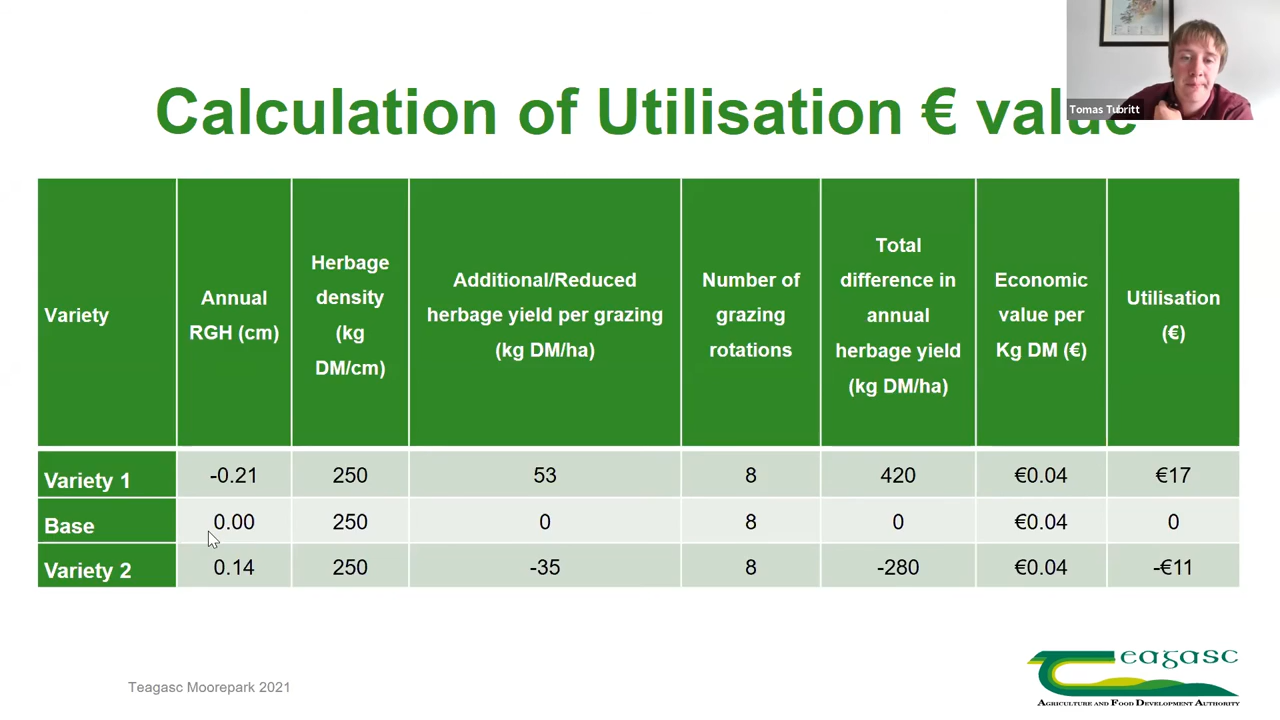 Tomas Tubritt
Calculation of Utilisation € value
Variety
Annual
RGH (cm)
Herbage
density
(kg
DM/cm)
Additional/Reduced
herbage yield per grazing
(kg DM/ha)
Number of
grazing
rotations
Total
difference in
annual
herbage yield
(kg DM/ha)
Economic
value per
Kg DM (€)
Utilisation
(€)
Variety 1 -0.21 250 53 8 420 €0.04 €17
Base 0.00 250 0 8 0 €0.04 0
Variety 2 0.14 250 -35 8 -280 €0.04 -€11
Teagasc Moorepark 2021
eagasc
Agriculture and Food Development Authority